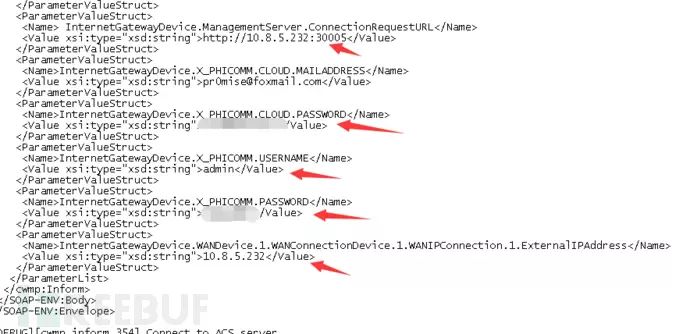 </ParameterValueStruct>
<ParameterValueStruct>
<Name> InternetGatewayDevice.ManagementServer.ConnectionRequestURL</Name>
<Value xsi:type="xsd:string">http://10.8.5.232:30005</Value>
</ParameterValueStruct>
<ParameterValueStruct>
<Name>InternetGatewayDevice.X_PHICOMM.CLOUD.MAILADDRESS</Name>
<Value xsi:type="xsd:string">pr0mise@foxmail.com</Value>
</ParameterValueStruct>
<ParameterValueStruct>
<Name>InternetGatewayDevice.X_PHICOMM.CLOUD.PASSWORD</Name>
<Value xsi:type="xsd:string" /Value>
</ParameterValueStruct>
<ParameterValueStruct>
<Name>InternetGatewayDevice.X_PHICOMM.USERNAME</Name>
<Value xsi:type="xsd:string">admin</Value>
</ParameterValueStruct>
<ParameterValueStruct>
<Name>InternetGatewayDevice.X_PHICOMM.PASSWORD</Name>
<Value xsi:type="xsd:string"> /Value>
</ParameterValueStruct>
<ParameterValueStruct>
<Name>InternetGatewayDevice.WANDevice.1.WANConnectionDevice.1.WANIPConnection.1.ExternalIPAddress</Name>
<Value xsi:type="xsd:string">10.8.5.232</Value>
</ParameterValueStruct>
</ParameterList>
</cwmp:Inform>
</SOAP-ENV:Body>
</SOAP-ENV:Envelope>
REEBUF
DEBUG][cwmp_inform 354] Connect to ACS server